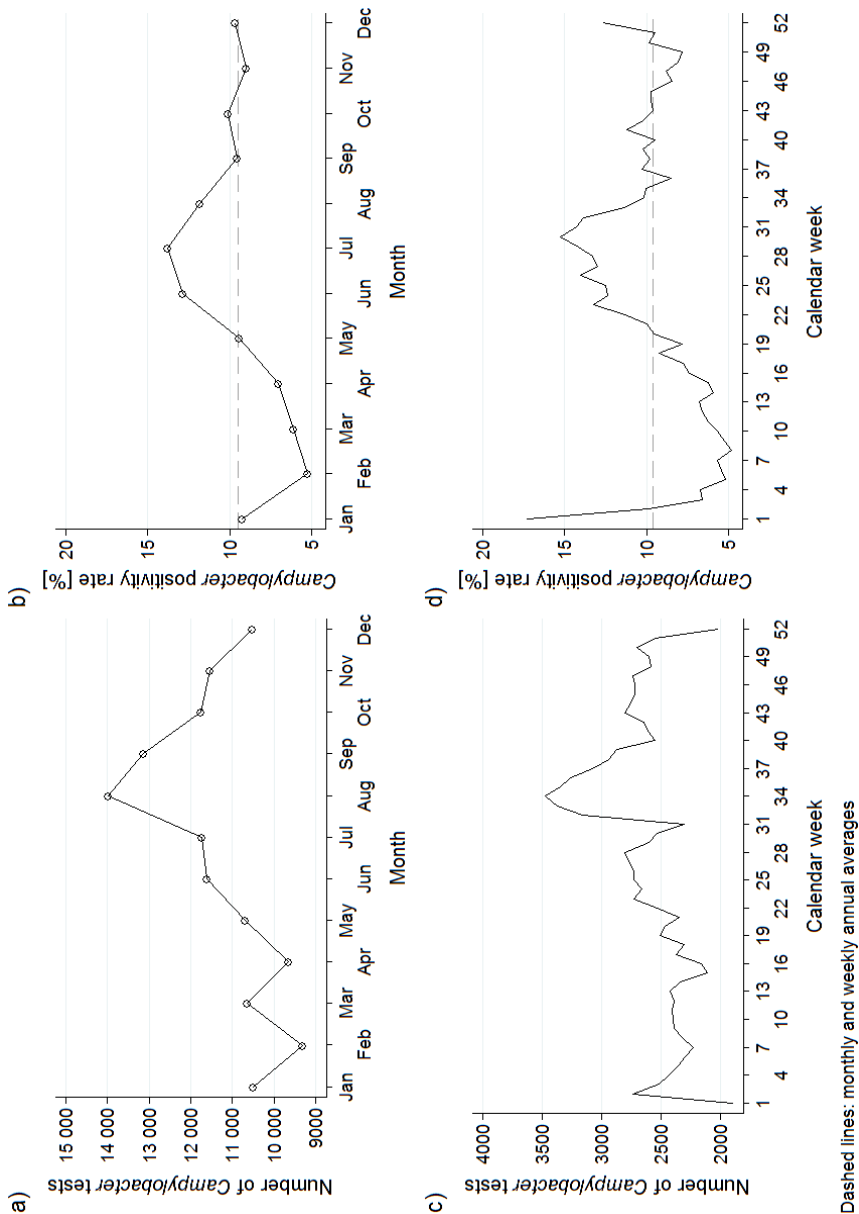 a)
Number of Campylobacter tests
15 000
14 000
13 000
12 000
11 000
10 000
9000
Jan Feb Mar Apr May Jun Jul Aug Sep Oct Nov Dec
Month
b)
Campylobacter positivity rate [%]
20
15
10
5
Jan Feb Mar Apr May Jun Jul Aug Sep Oct Nov Dec
Month
c)
Number of Campylobacter tests
4000
3500
3000
2500
2000
1 4 7 10 13 16 19 22 25 28 31 34 37 40 43 46 49 52
Calendar week
d)
Campylobacter positivity rate [%]
20
15
10
5
1 4 7 10 13 16 19 22 25 28 31 34 37 40 43 46 49 52
Calendar week
Dashed lines: monthly and weekly annual averages